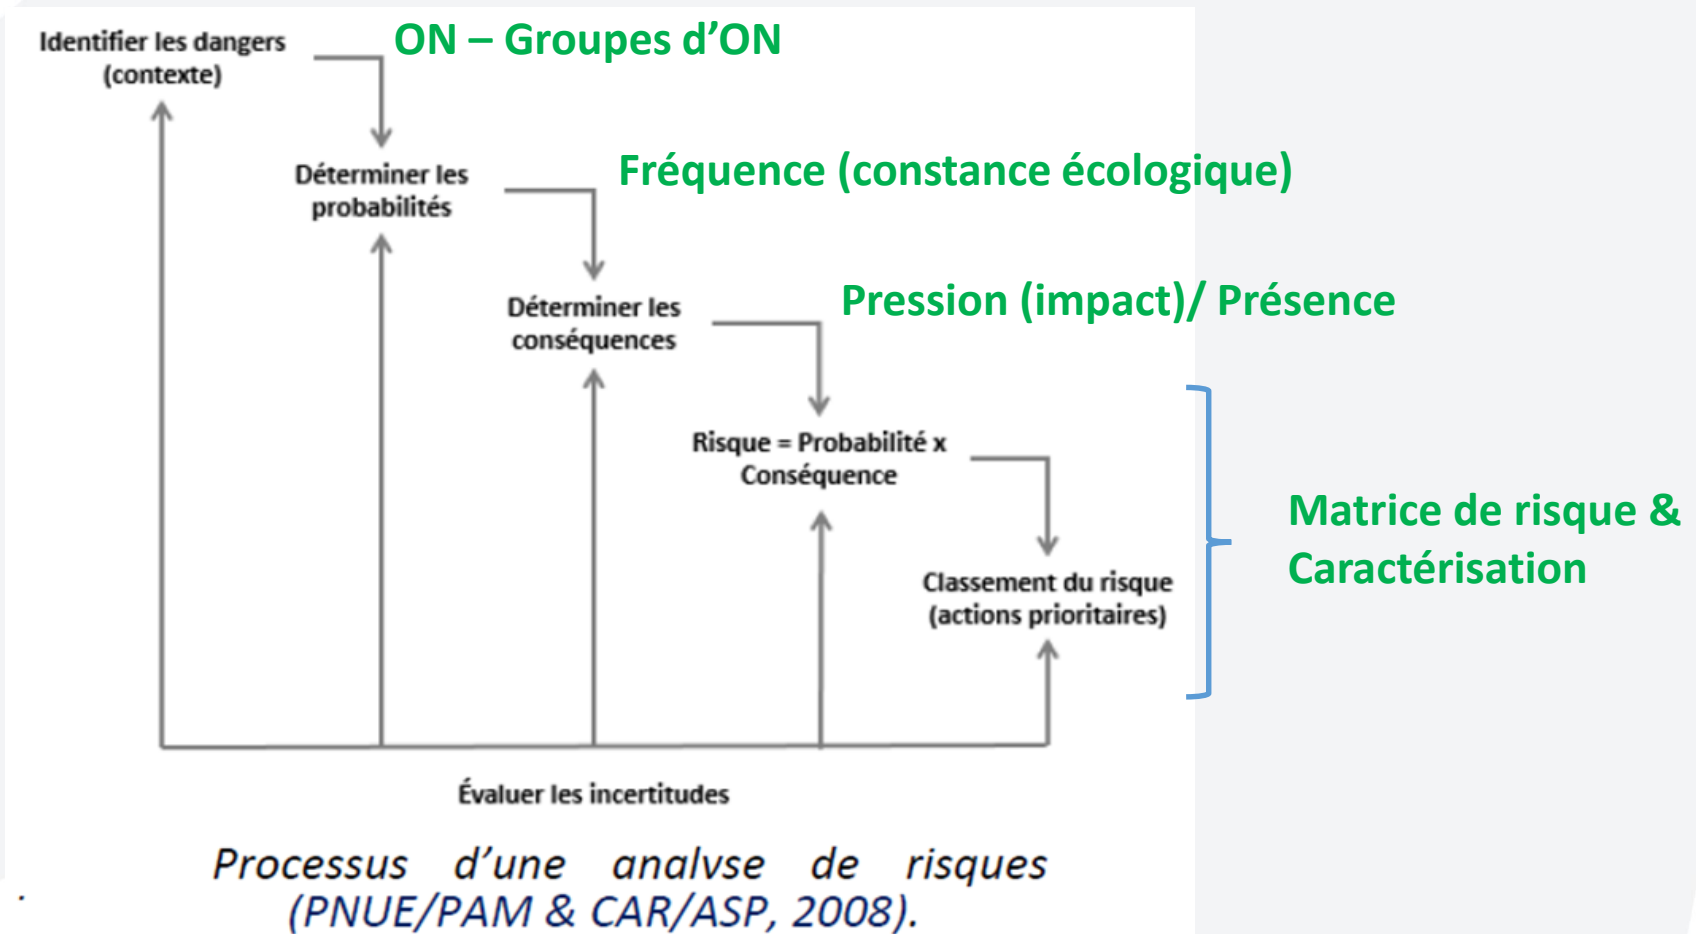 Identifier les dangers
(contexte)
ON – Groupes d’ON
Déterminer les
probabilités
Fréquence (constance écologique)
Déterminer les
conséquences
Pression (impact)/ Présence
Risque = Probabilité x
Conséquence
Matrice de risque &
Caractérisation
Classement du risque
(actions prioritaires)
Évaluer les incertitudes
Processus d’une analyse de risques
(PNUE/PAM & CAR/ASP, 2008).